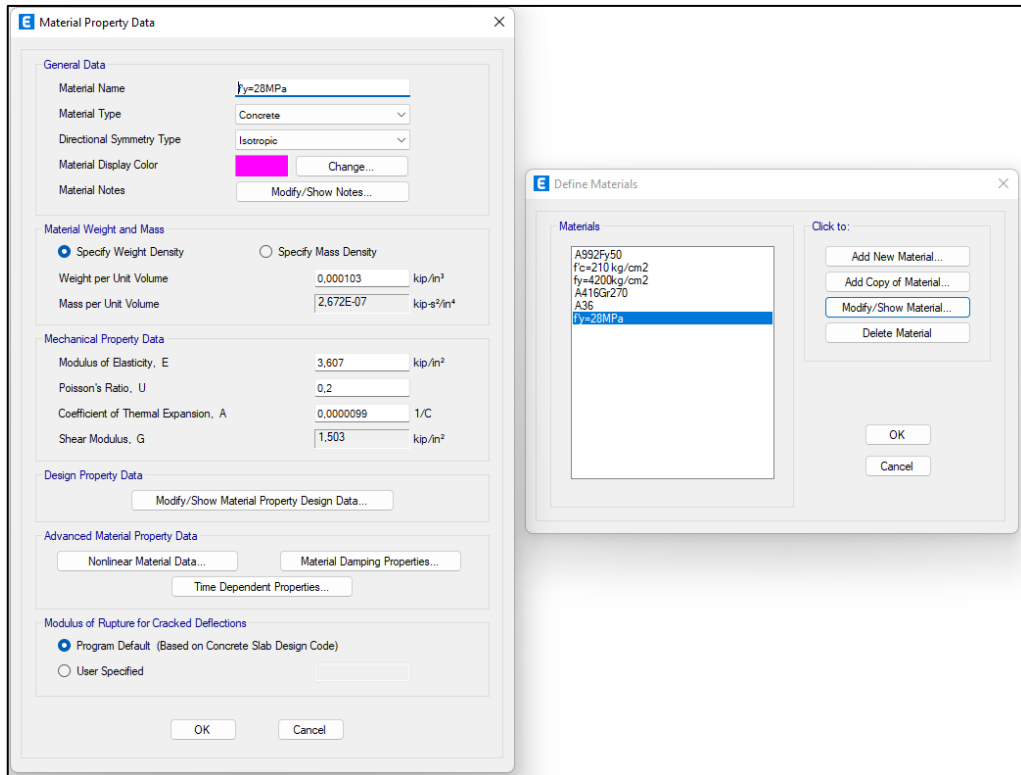 E Material Property Data
General Data
Material Name f'y=28MPa
Material Type Concrete
Directional Symmetry Type Isotropic
Material Display Color Change...
Material Notes Modify/Show Notes...
Material Weight and Mass
Specify Weight Density Specify Mass Density
Weight per Unit Volume 0,000103 kip/in³
Mass per Unit Volume 2,672E-07 kip-s²/in⁴
Mechanical Property Data
Modulus of Elasticity, E 3,607 kip/in²
Poisson's Ratio, U 0,2
Coefficient of Thermal Expansion, A 0,0000099 1/C
Shear Modulus, G 1,503 kip/in²
Design Property Data
Modify/Show Material Property Design Data...
Advanced Material Property Data
Nonlinear Material Data... Material Damping Properties...
Time Dependent Properties...
Modulus of Rupture for Cracked Deflections
Program Default (Based on Concrete Slab Design Code)
User Specified
OK Cancel
E Define Materials
Materials
A992Fy50
f'c=210 kg/cm2
fy=4200kg/cm2
A416Gr270
A36
f'y=28MPa
Click to:
Add New Material...
Add Copy of Material...
Modify/Show Material...
Delete Material
OK
Cancel